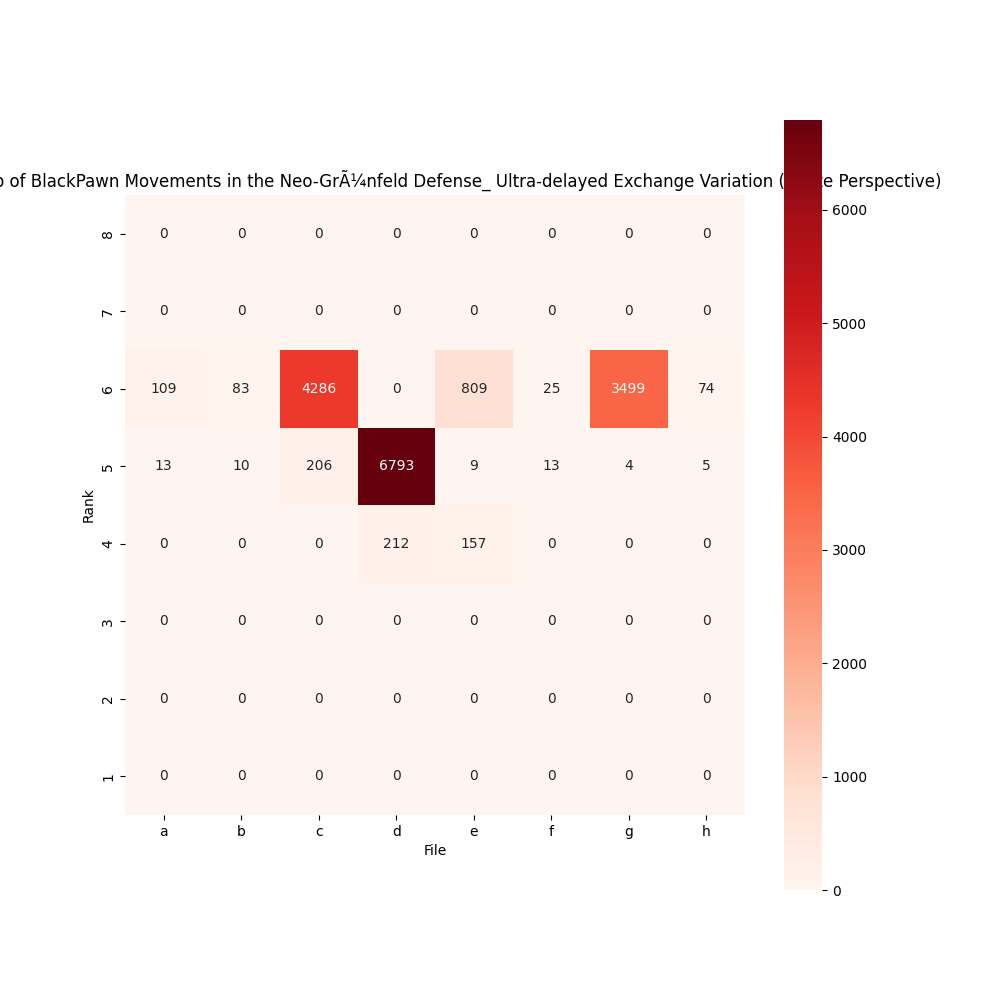 of BlackPawn Movements in the Neo-GrÃ¼nfeld Defense_ Ultra-delayed Exchange Variation ( Perspective)
8 0 0 0 0 0 0 0 0
7 0 0 0 0 0 0 0 0
6 109 83 4286 0 809 25 3499 74
5 13 10 206 6793 9 13 4 5
4 0 0 0 212 157 0 0 0
3 0 0 0 0 0 0 0 0
2 0 0 0 0 0 0 0 0
1 0 0 0 0 0 0 0 0
a b c d e f g h
File
Rank
6000
5000
4000
3000
2000
1000
0